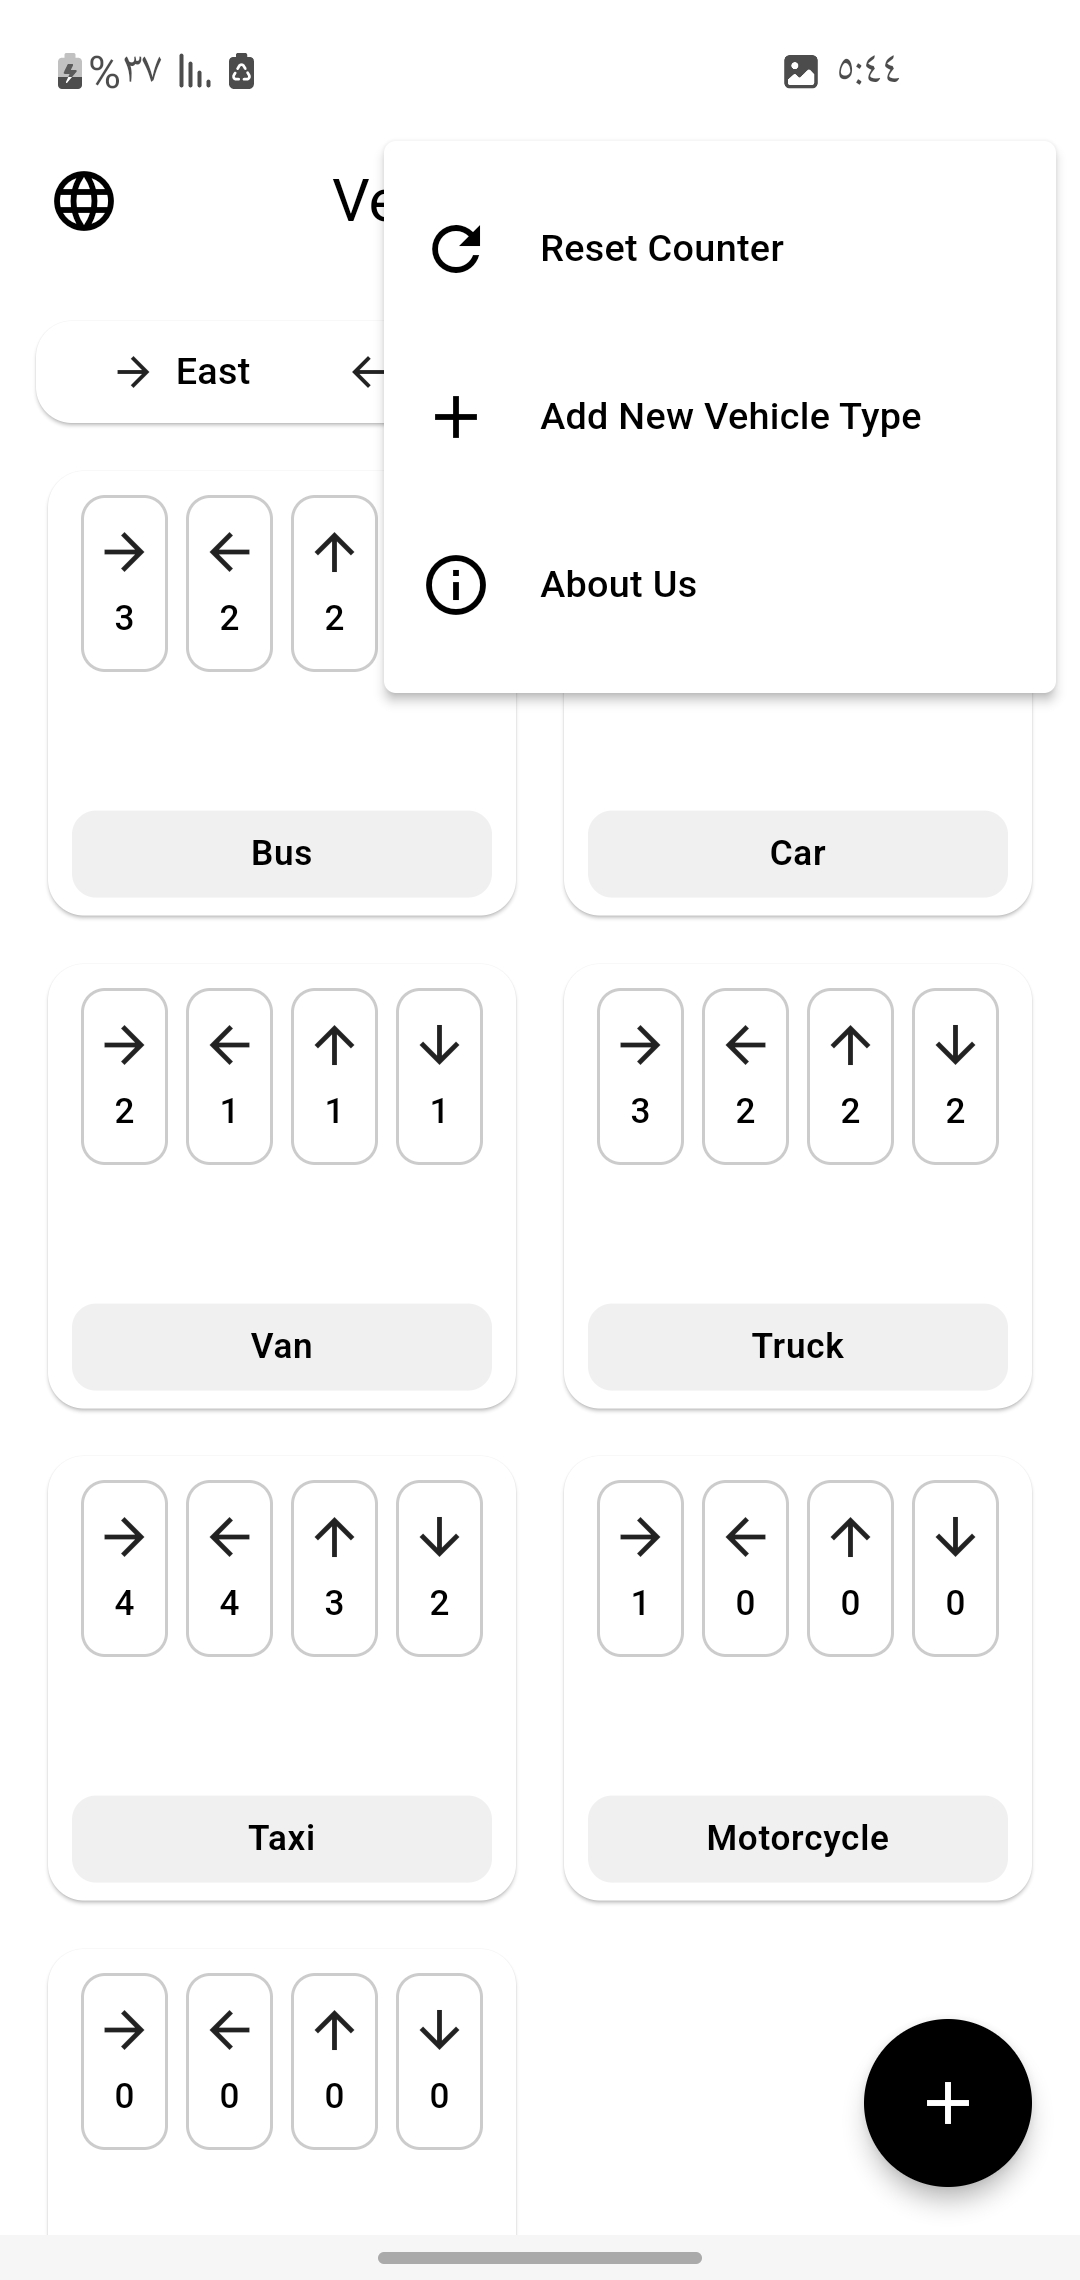 %٣٧ ٥:٤٤
Ve
Reset Counter
East
Add New Vehicle Type
About Us
3 2 2
Bus Car
2 1 1 1 3 2 2 2
Van Truck
4 4 3 2 1 0 0 0
Taxi Motorcycle
0 0 0 0